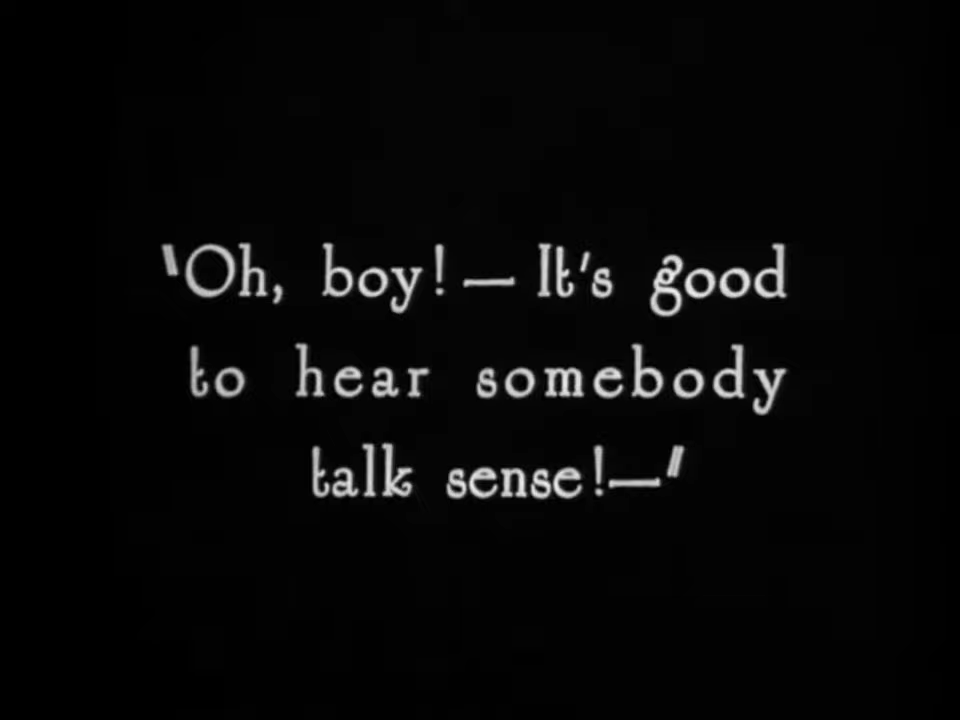 "Oh, boy! — It's good
to hear somebody
talk sense! —"